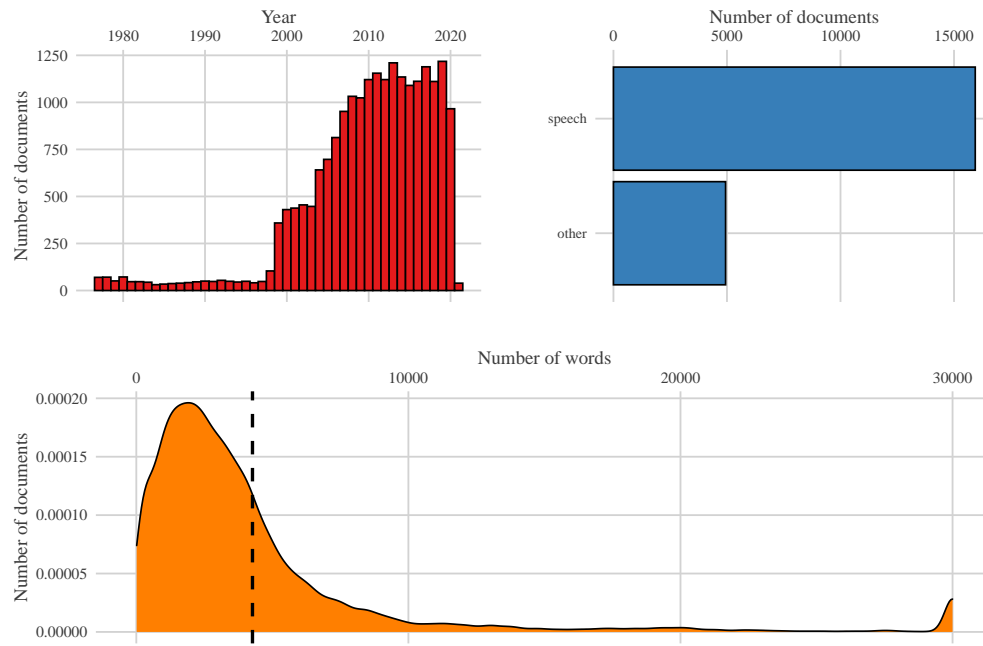 Year
1980 1990 2000 2010 2020
Number of documents
1250
1000
750
500
250
0
Number of documents
0 5000 10000 15000
speech
other
Number of words
0 10000 20000 30000
Number of documents
0.00020
0.00015
0.00010
0.00005
0.00000